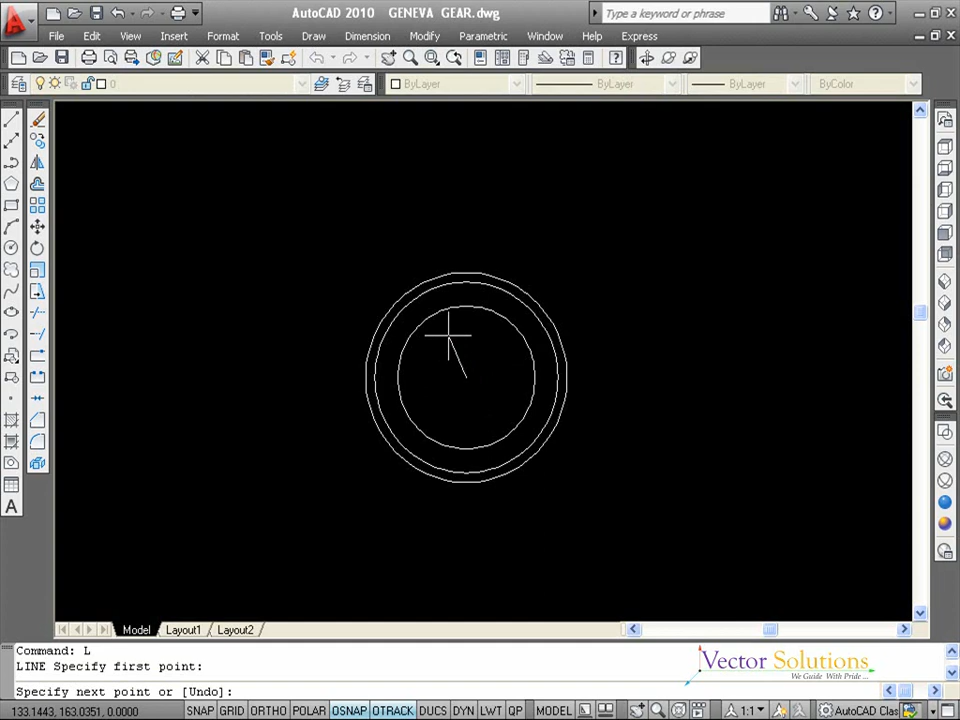 AutoCAD 2010 GENEVA GEAR.dwg
Type a keyword or phrase
File Edit View Insert Format Tools Draw Dimension Modify Parametric Window Help Express
0 ByLayer ByLayer ByLayer ByColor
A
Model Layout1 Layout2
Command: L
LINE Specify first point:
Specify next point or [Undo]:
Vector Solutions
We Guide With Pride ...
133.1443, 163.0351, 0.0000 SNAP GRID ORTHO POLAR OSNAP OTRACK DUCS DYN LWT QP MODEL 1:1 AutoCAD Clas